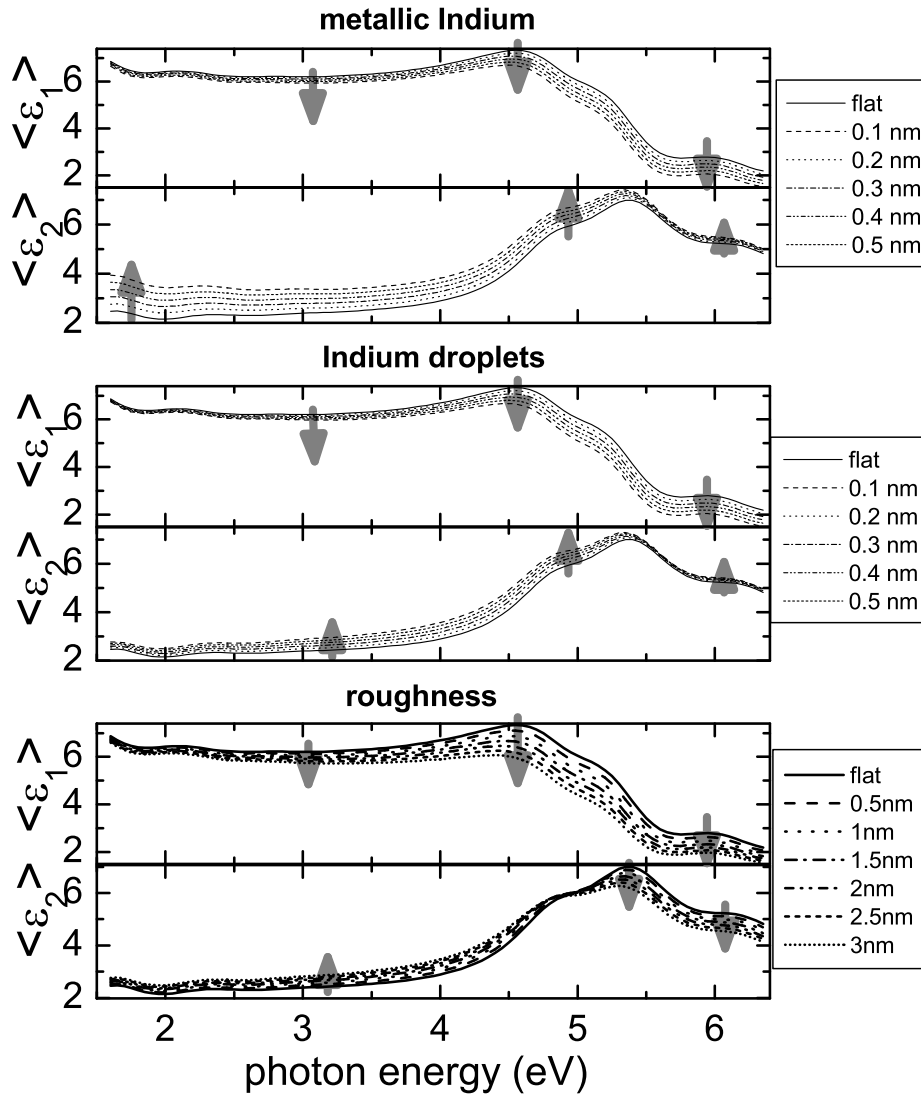 metallic Indium
<ε1>
6
4
2
<ε2>
6
4
2
flat
0.1 nm
0.2 nm
0.3 nm
0.4 nm
0.5 nm
Indium droplets
<ε1>
6
4
2
<ε2>
6
4
2
flat
0.1 nm
0.2 nm
0.3 nm
0.4 nm
0.5 nm
roughness
<ε1>
6
4
2
<ε2>
6
4
2
flat
0.5nm
1nm
1.5nm
2nm
2.5nm
3nm
2 3 4 5 6
photon energy (eV)